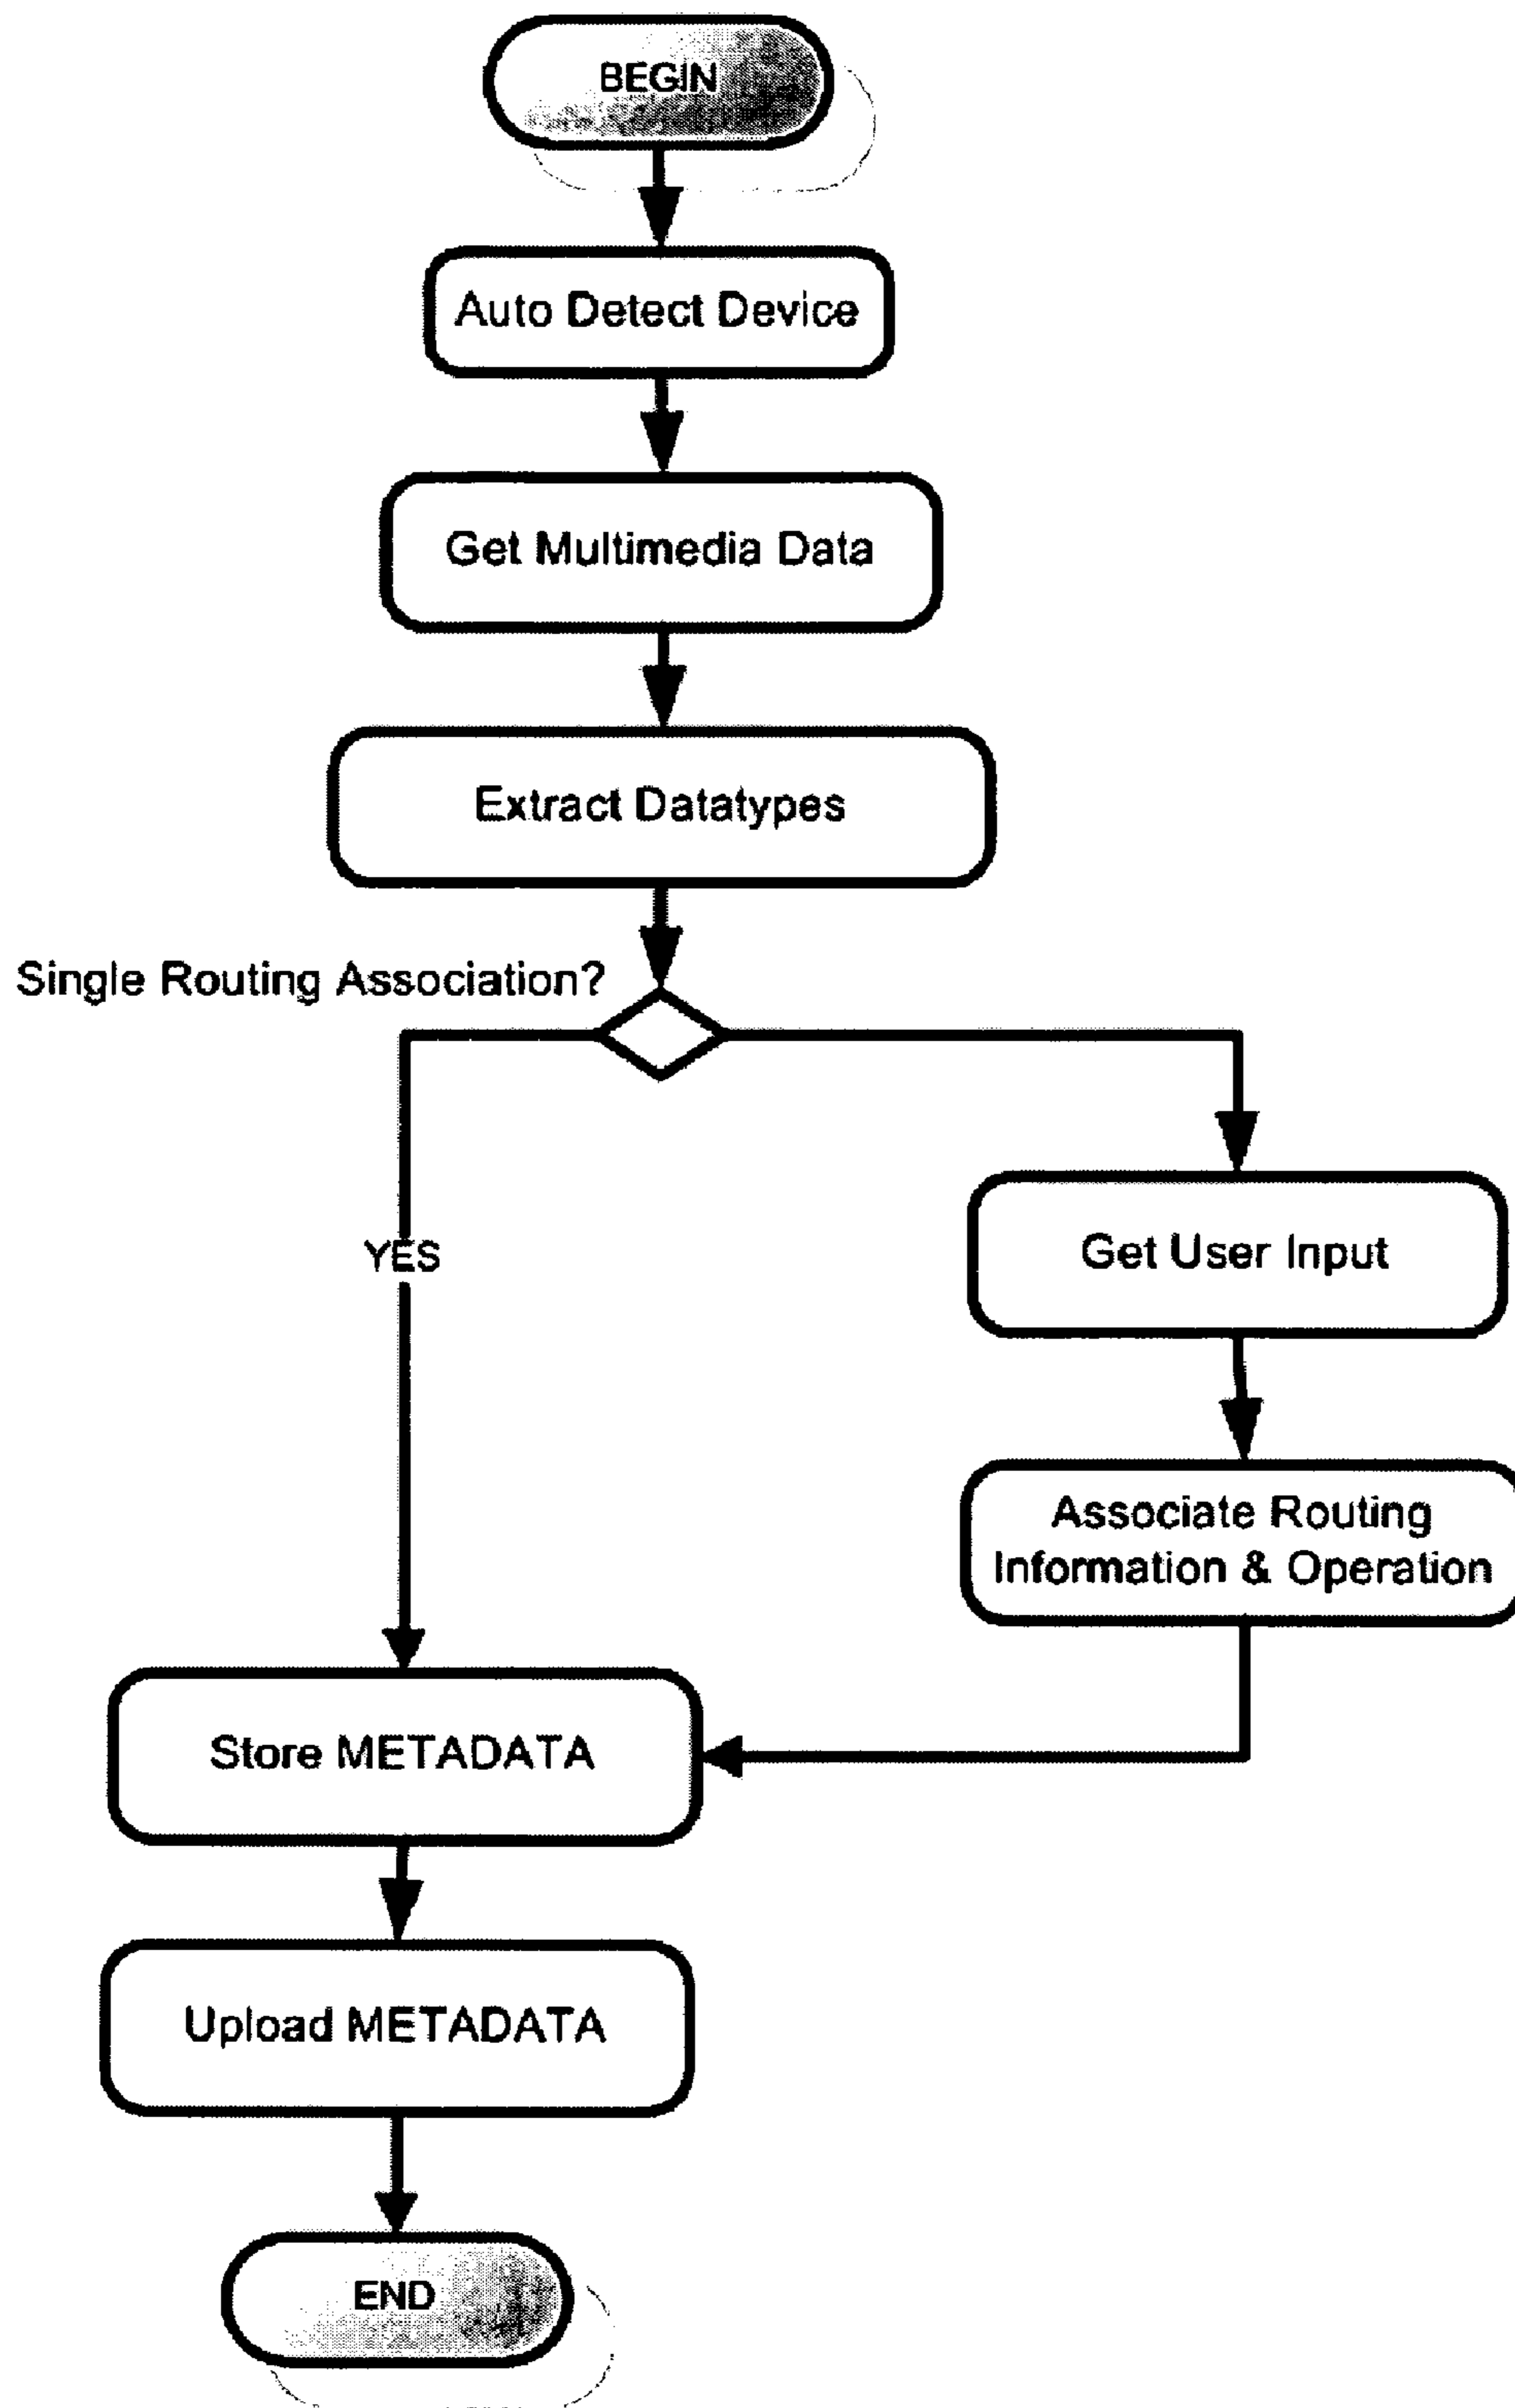 BEGIN
Auto Detect Device
Get Multimedia Data
Extract Datatypes
Single Routing Association?
YES
Get User Input
Associate Routing
Information & Operation
Store METADATA
Upload METADATA
END